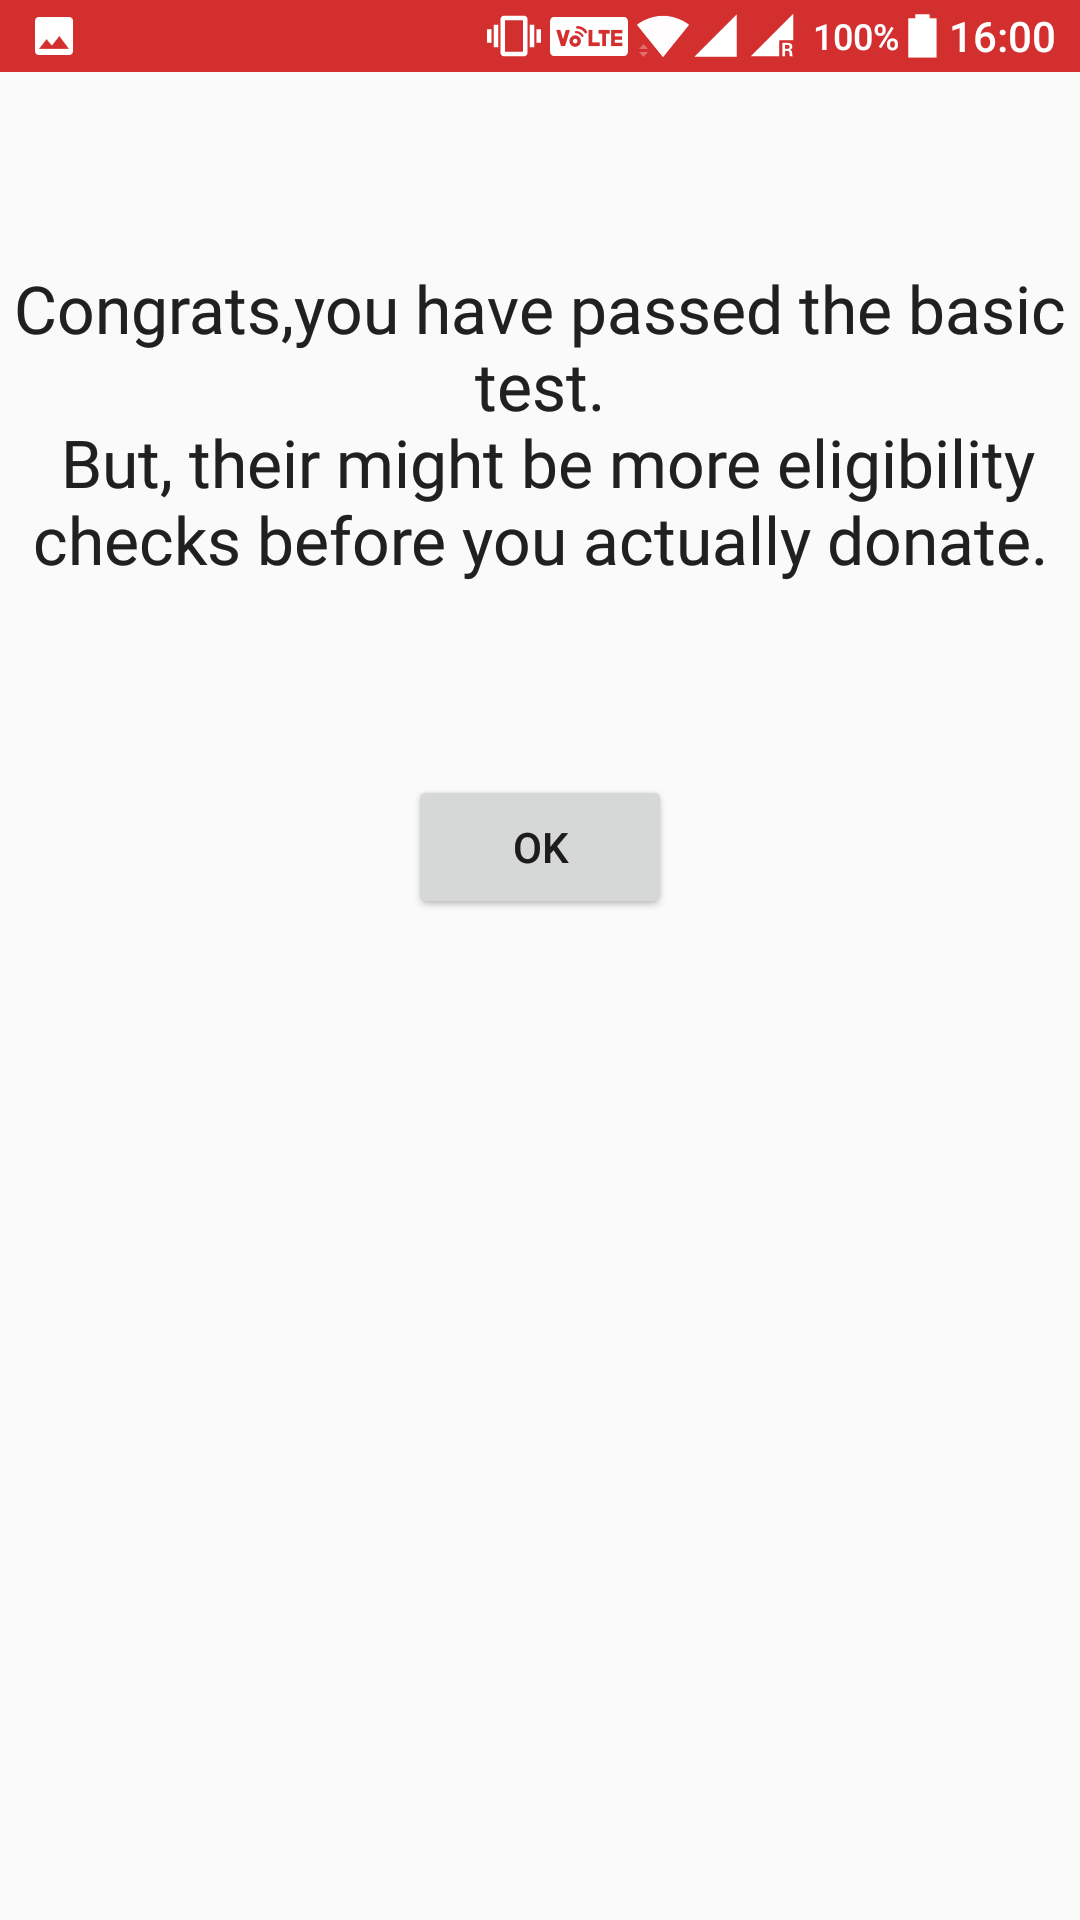 VoLTE R 100% 16:00
Congrats,you have passed the basic
test.
But, their might be more eligibility
checks before you actually donate.
OK